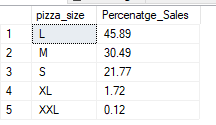 pizza_size Percenatge_Sales
1 L 45.89
2 M 30.49
3 S 21.77
4 XL 1.72
5 XXL 0.12